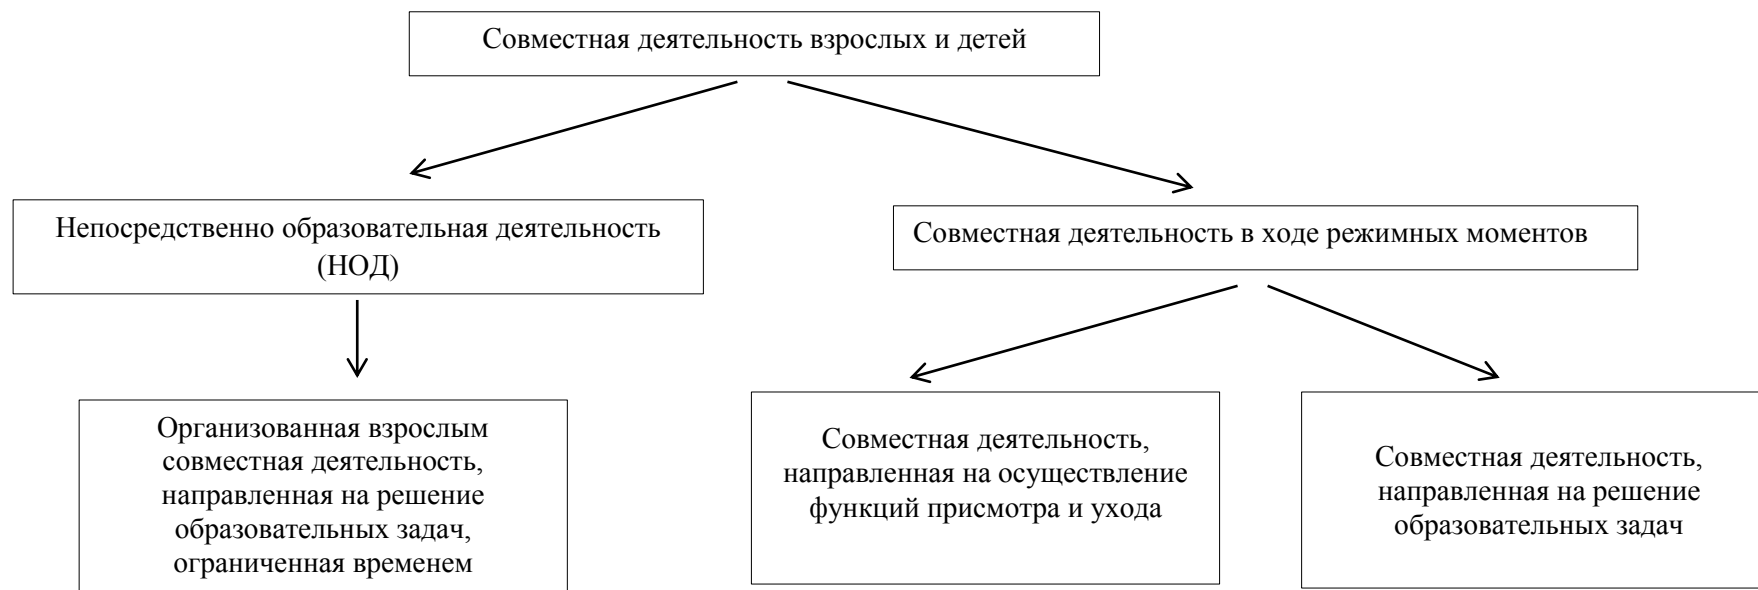 Совместная деятельность взрослых и детей
Непосредственно образовательная деятельность
(НОД)
Совместная деятельность в ходе режимных моментов
Организованная взрослым
совместная деятельность,
направленная на решение
образовательных задач,
ограниченная временем
Совместная деятельность,
направленная на осуществление
функций присмотра и ухода
Совместная деятельность,
направленная на решение
образовательных задач